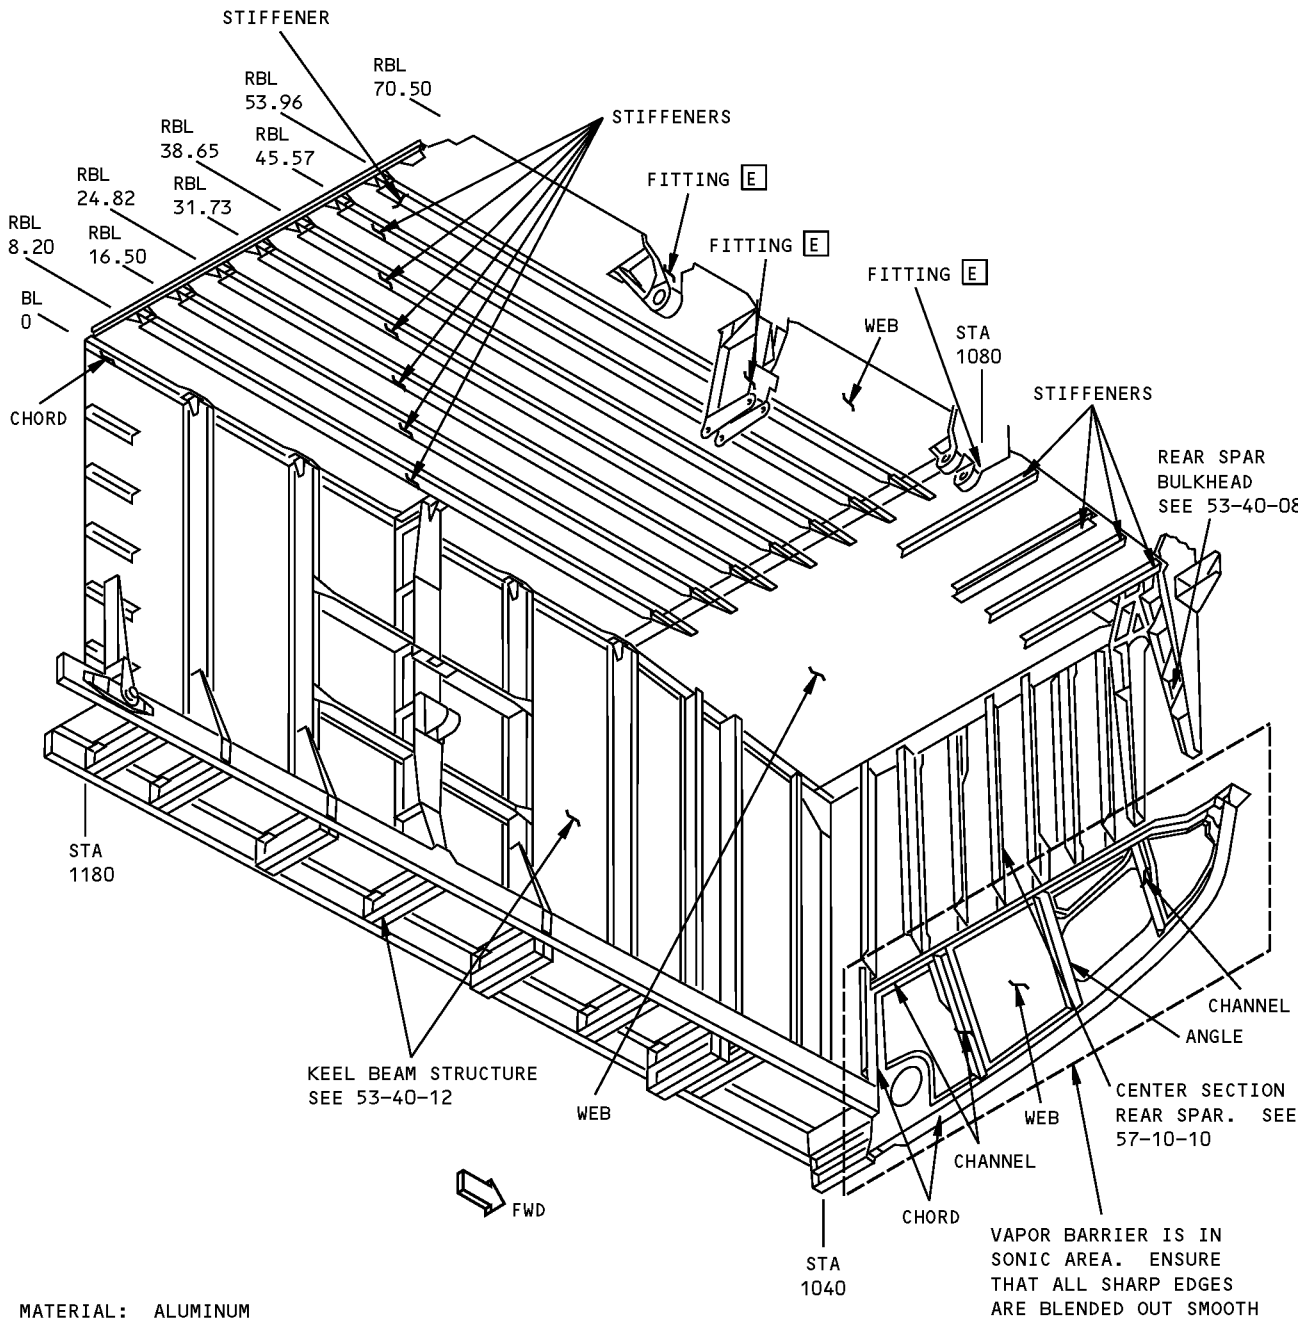 STIFFENER
RBL
70.50
RBL
53.96
STIFFENERS
RBL
38.65
RBL
45.57
FITTING E
RBL
24.82
RBL
31.73
RBL
8.20
RBL
16.50
FITTING E
FITTING E
BL
0
WEB
STA
1080
CHORD
STIFFENERS
REAR SPAR
BULKHEAD
SEE 53-40-08
STA
1180
CHANNEL
ANGLE
KEEL BEAM STRUCTURE
SEE 53-40-12
WEB
WEB
CENTER SECTION
REAR SPAR.  SEE
57-10-10
CHANNEL
FWD
CHORD
VAPOR BARRIER IS IN
SONIC AREA.  ENSURE
THAT ALL SHARP EDGES
ARE BLENDED OUT SMOOTH
STA
1040
MATERIAL:  ALUMINUM